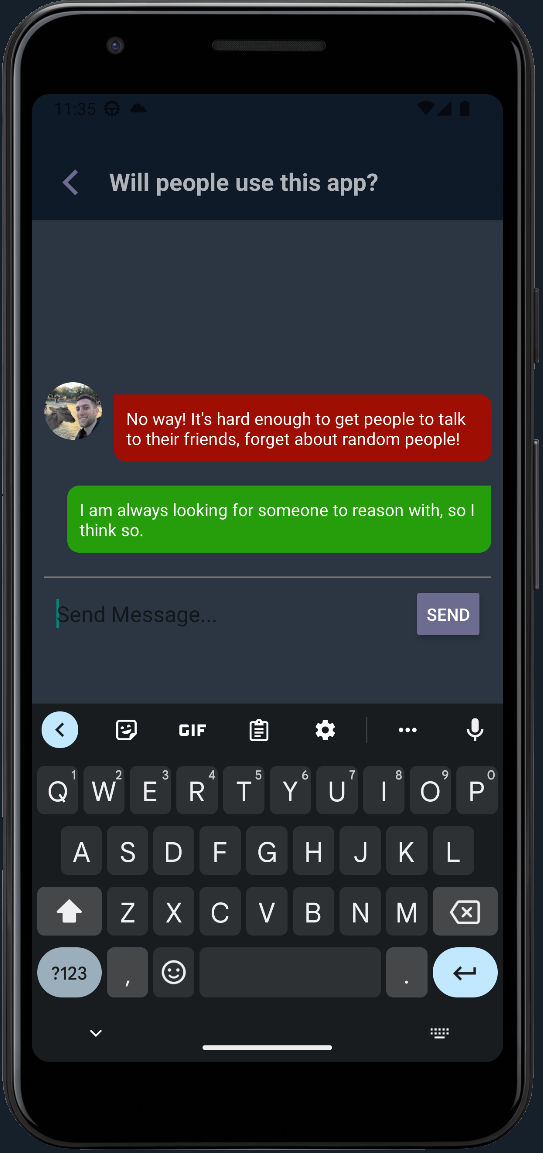 11:35
Will people use this app?
No way! It's hard enough to get people to talk
to their friends, forget about random people!
I am always looking for someone to reason with, so I
think so.
Send Message...
SEND
GIF
1 2 3 4 5 6 7 8 9 0
Q W E R T Y U I O P
A S D F G H J K L
Z X C V B N M
?123 , .